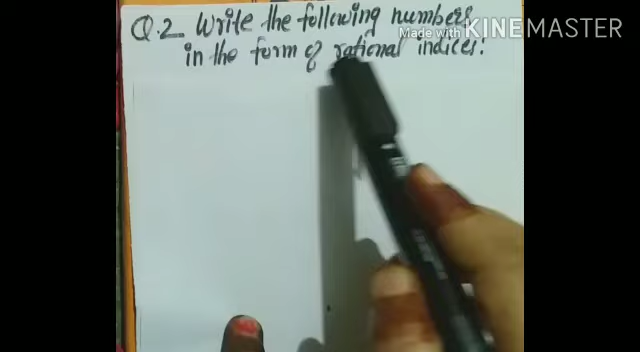 Q.2 Write the following numbers
Made with KINEMASTER
in the form of rational indices: